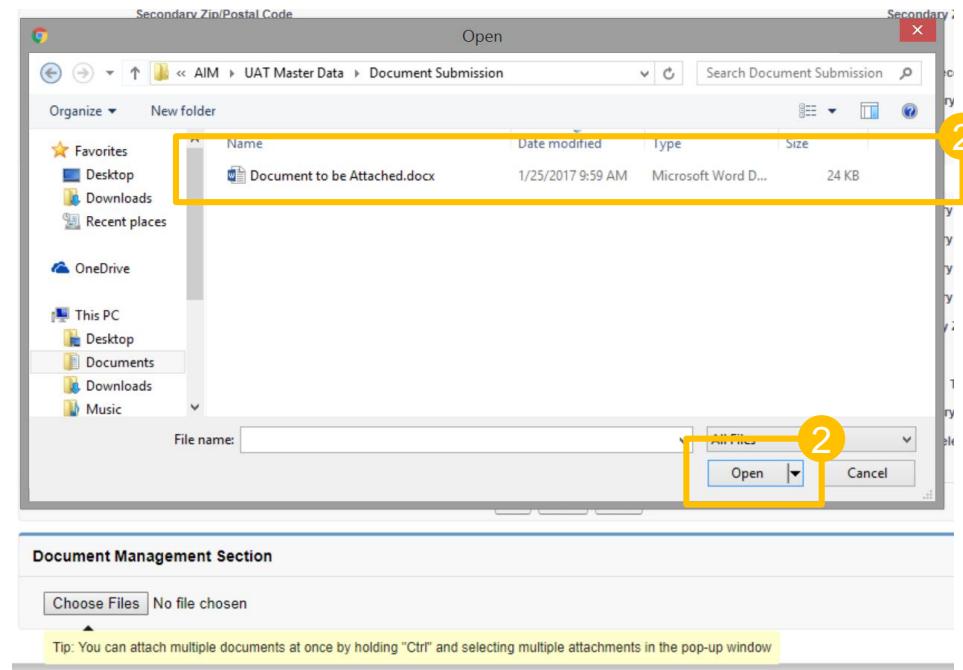 Secondary Zip/Postal Code
Secondary
Open
« AIM ▸ UAT Master Data ▸ Document Submission
Search Document Submission
Organize
New folder
Name
Date modified
Type
Size
2
Favorites
Desktop
Downloads
Recent places
OneDrive
This PC
Desktop
Documents
Downloads
Music
Document to be Attached.docx
1/25/2017 9:59 AM
Microsoft Word D...
24 KB
File name:
All Files
2
Open
Cancel
Document Management Section
Choose Files No file chosen
Tip: You can attach multiple documents at once by holding "Ctrl" and selecting multiple attachments in the pop-up window